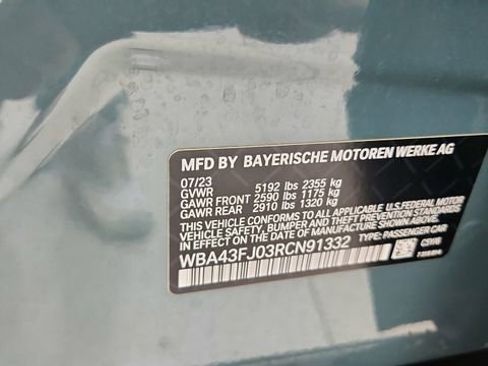 MFD BY BAYERISCHE MOTOREN WERKE AG
07/23
GVWR 5192 lbs 2355 kg
GAWR FRONT 2590 lbs 1175 kg
GAWR REAR 2910 lbs 1320 kg
THIS VEHICLE CONFORMS TO ALL APPLICABLE U.S. FEDERAL MOTOR
VEHICLE SAFETY, BUMPER, AND THEFT PREVENTION STANDARDS
IN EFFECT ON THE DATE OF MANUFACTURE SHOWN ABOVE.
WBA43FJ03RCN91332 TYPE: PASSENGER CAR